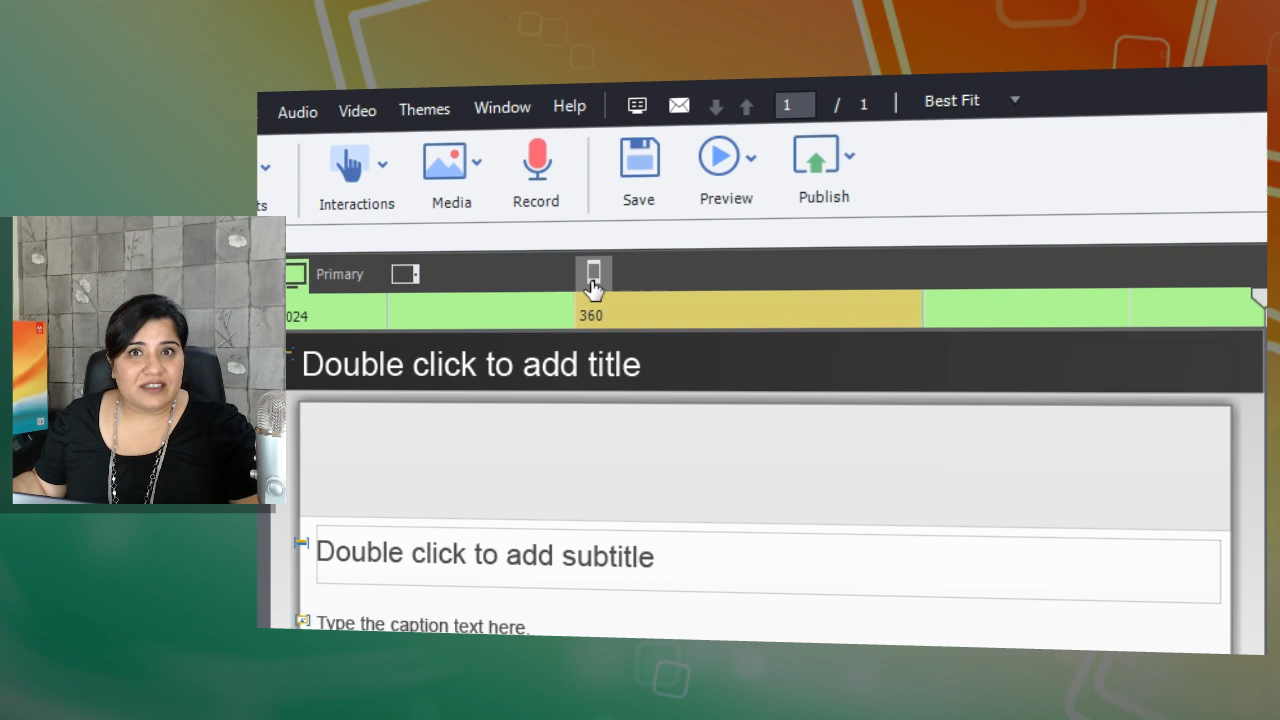 Audio Video Themes Window Help 1 / 1 Best Fit
ts Interactions Media Record Save Preview Publish
Primary
024 360
Double click to add title
Double click to add subtitle
Type the caption text here.